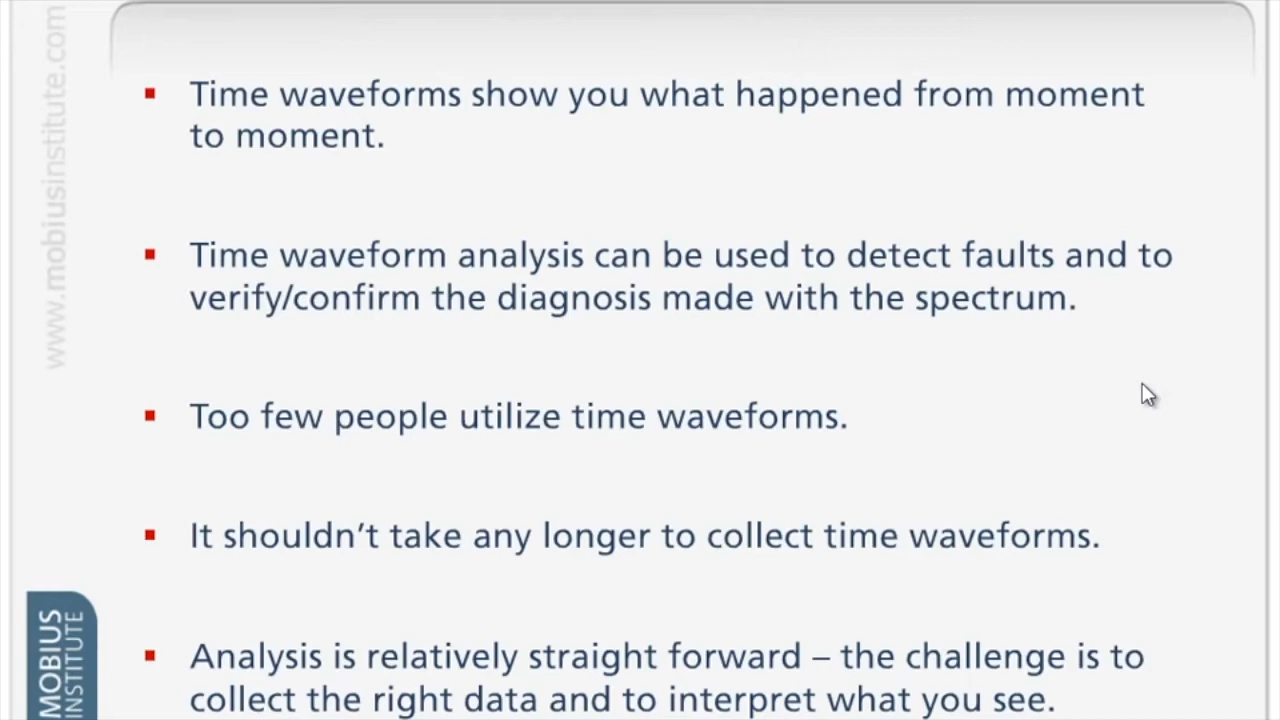 www.mobiusinstitute.com
▪ Time waveforms show you what happened from moment
to moment.
▪ Time waveform analysis can be used to detect faults and to
verify/confirm the diagnosis made with the spectrum.
▪ Too few people utilize time waveforms.
▪ It shouldn’t take any longer to collect time waveforms.
▪ Analysis is relatively straight forward – the challenge is to
collect the right data and to interpret what you see.
MOBIUS
INSTITUTE